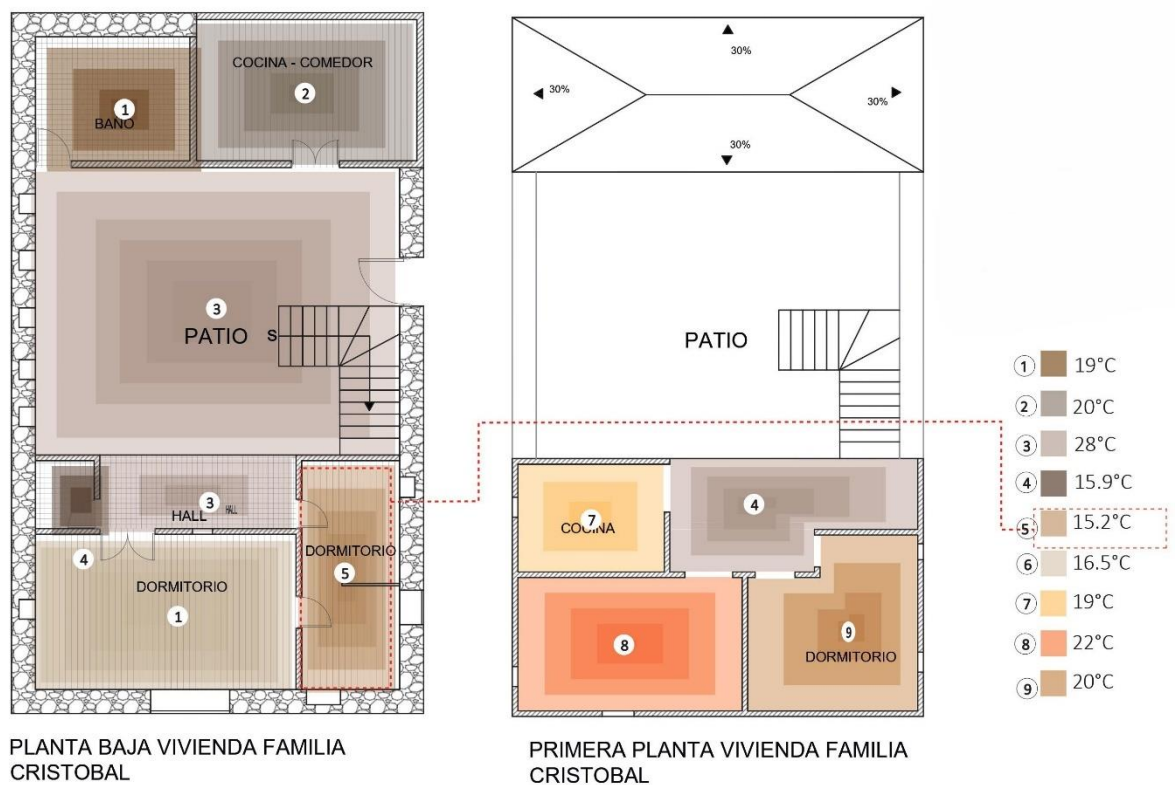 COCINA - COMEDOR
2
1
BAÑO
3
PATIO
S
3
HALL
HALL
4
DORMITORIO
1
DORMITORIO
5
PLANTA BAJA VIVIENDA FAMILIA
CRISTOBAL
30%
30%
30%
30%
PATIO
7
COCINA
4
8
9
DORMITORIO
PRIMERA PLANTA VIVIENDA FAMILIA
CRISTOBAL
1 19°C
2 20°C
3 28°C
4 15.9°C
5 15.2°C
6 16.5°C
7 19°C
8 22°C
9 20°C